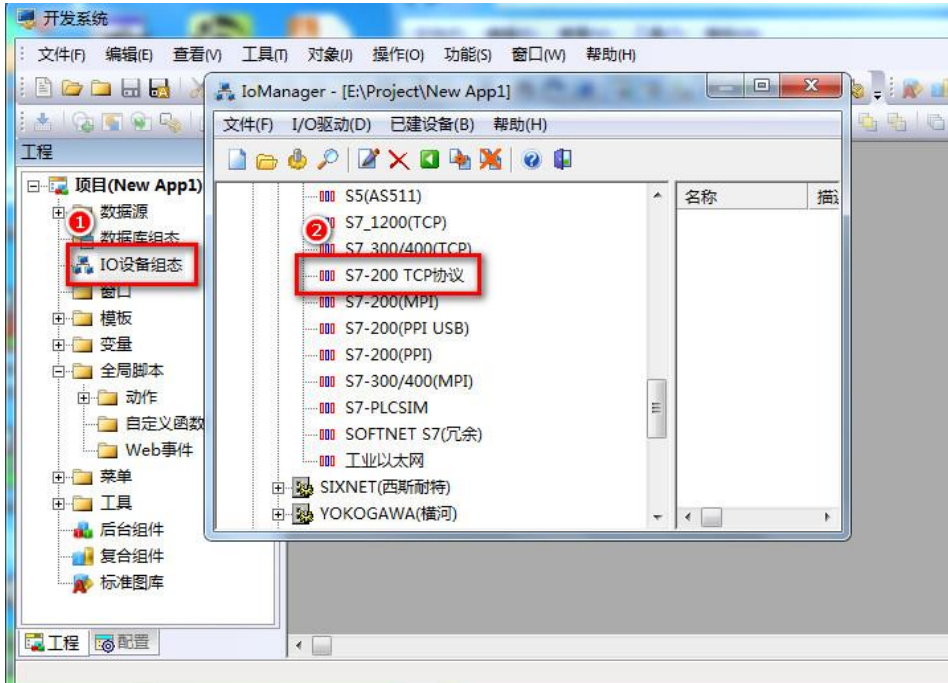 开发系统
文件(F) 编辑(E) 查看(V) 工具(T) 对象(J) 操作(O) 功能(S) 窗口(W) 帮助(H)
工程
项目(New App1)
数据源
1
数据库组态
IO设备组态
窗口
模板
变量
全局脚本
动作
自定义函数
Web事件
菜单
工具
后台组件
复合组件
标准图库
工程 配置
IoManager - [E:\Project\New App1]
文件(F) I/O驱动(D) 已建设备(B) 帮助(H)
S5(AS511)
S7_1200(TCP)
2
S7_300/400(TCP)
S7-200 TCP协议
S7-200(MPI)
S7-200(PPI USB)
S7-200(PPI)
S7-300/400(MPI)
S7-PLCSIM
SOFTNET S7(冗余)
工业以太网
SIXNET(西斯耐特)
YOKOGAWA(横河)
名称 描